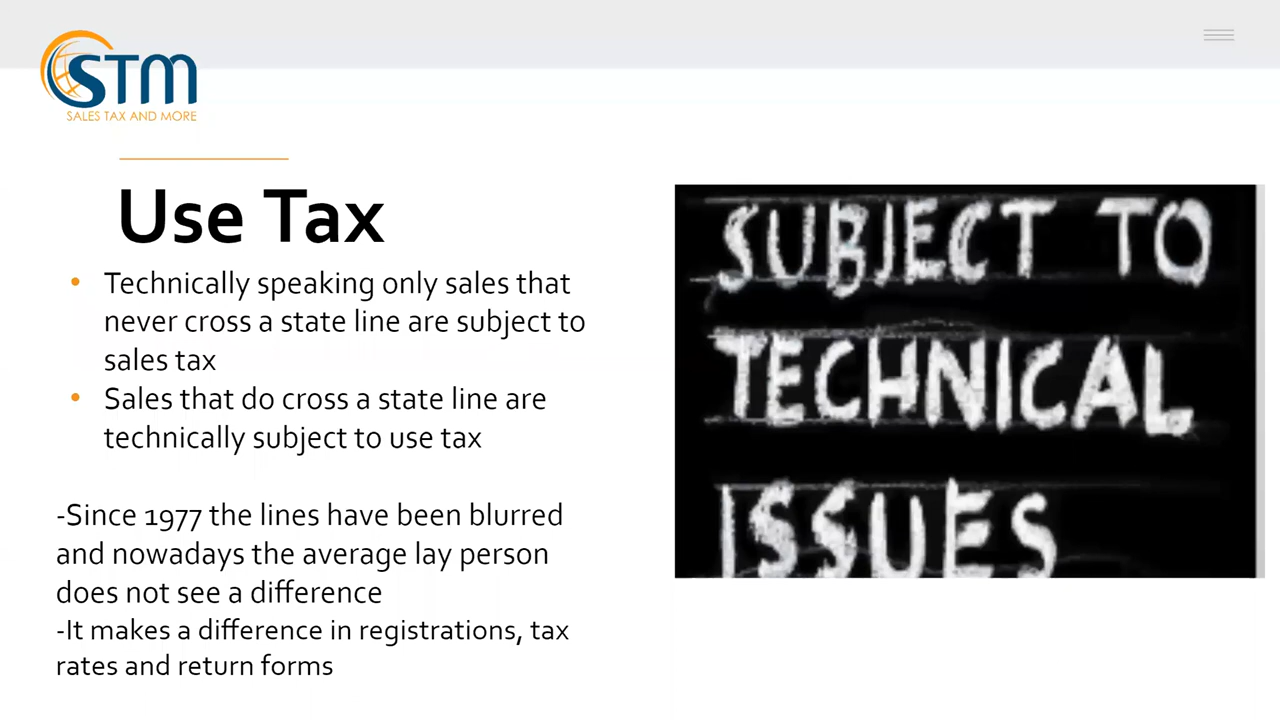 STM
SALES TAX AND MORE
Use Tax
• Technically speaking only sales that
never cross a state line are subject to
sales tax
• Sales that do cross a state line are
technically subject to use tax
-Since 1977 the lines have been blurred
and nowadays the average lay person
does not see a difference
-It makes a difference in registrations, tax
rates and return forms
SUBJECT TO
TECHNICAL
ISSUES